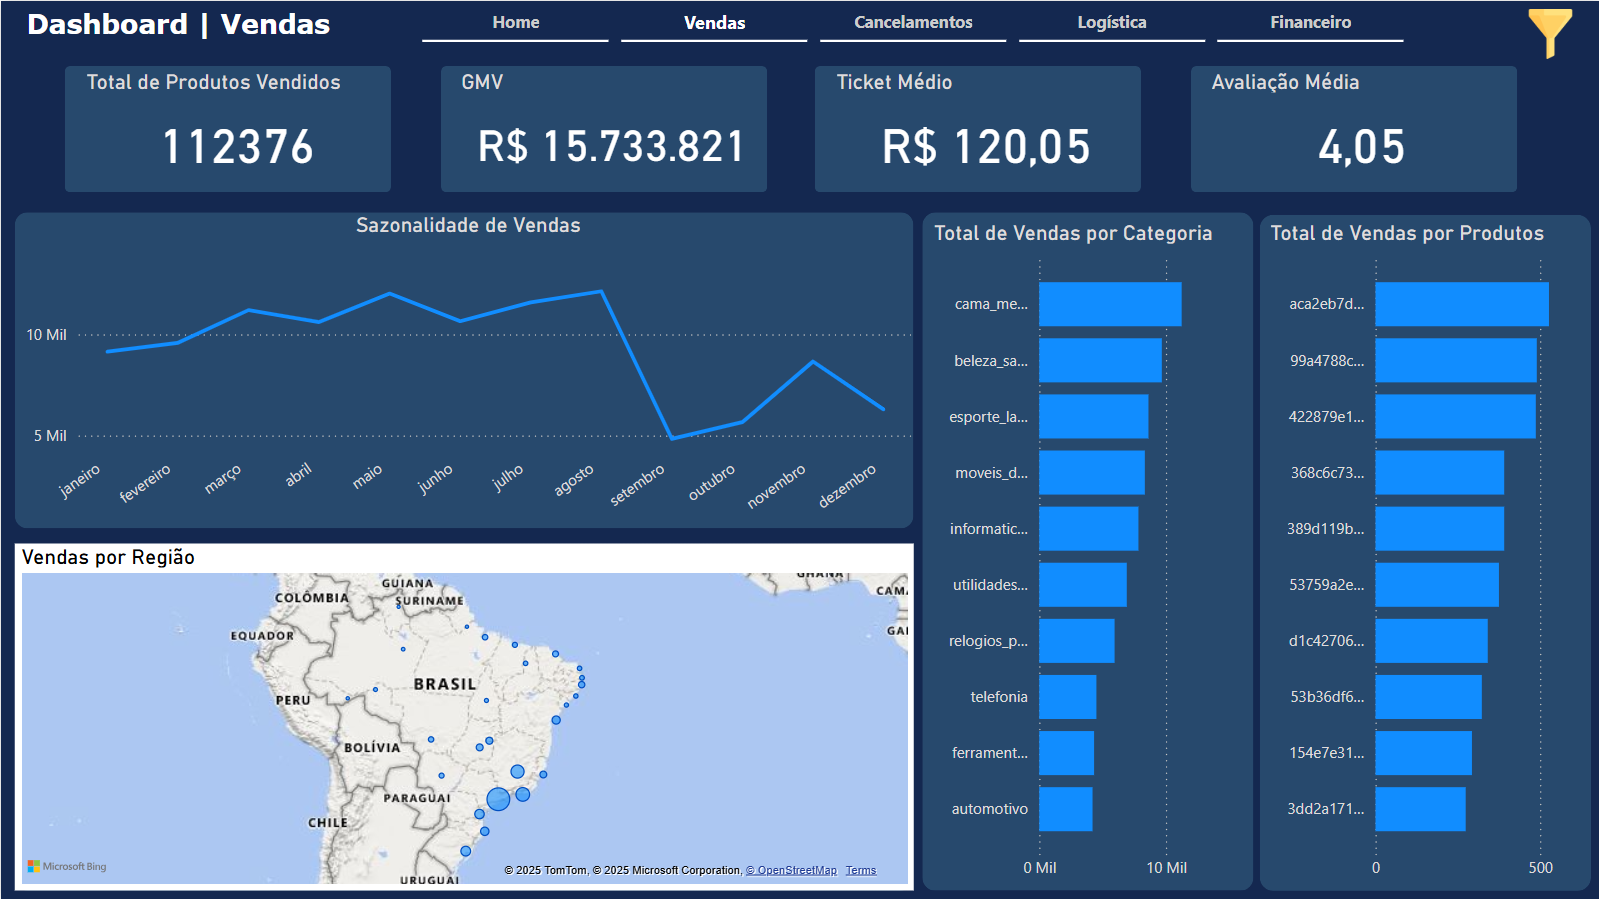 Dashboard | Vendas
Home
Vendas
Cancelamentos
Logística
Financeiro
Total de Produtos Vendidos
112376
GMV
R$ 15.733.821
Ticket Médio
R$ 120,05
Avaliação Média
4,05
Sazonalidade de Vendas
10 Mil
5 Mil
janeiro
fevereiro
março
abril
maio
junho
julho
agosto
setembro
outubro
novembro
dezembro
Vendas por Região
GUIANA
COLÔMBIA
SURINAME
EQUADOR
BRASIL
PERU
BOLÍVIA
PARAGUAI
CHILE
URUGUAI
GHANA
CAM
GAI
Microsoft Bing
© 2025 TomTom, © 2025 Microsoft Corporation, © OpenStreetMap Terms
Total de Vendas por Categoria
cama_me...
beleza_sa...
esporte_la...
moveis_d...
informatic...
utilidades...
relogios_p...
telefonia
ferrament...
automotivo
0 Mil
10 Mil
Total de Vendas por Produtos
aca2eb7d...
99a4788c...
422879e1...
368c6c73...
389d119b...
53759a2e...
d1c42706...
53b36df6...
154e7e31...
3dd2a171...
0
500